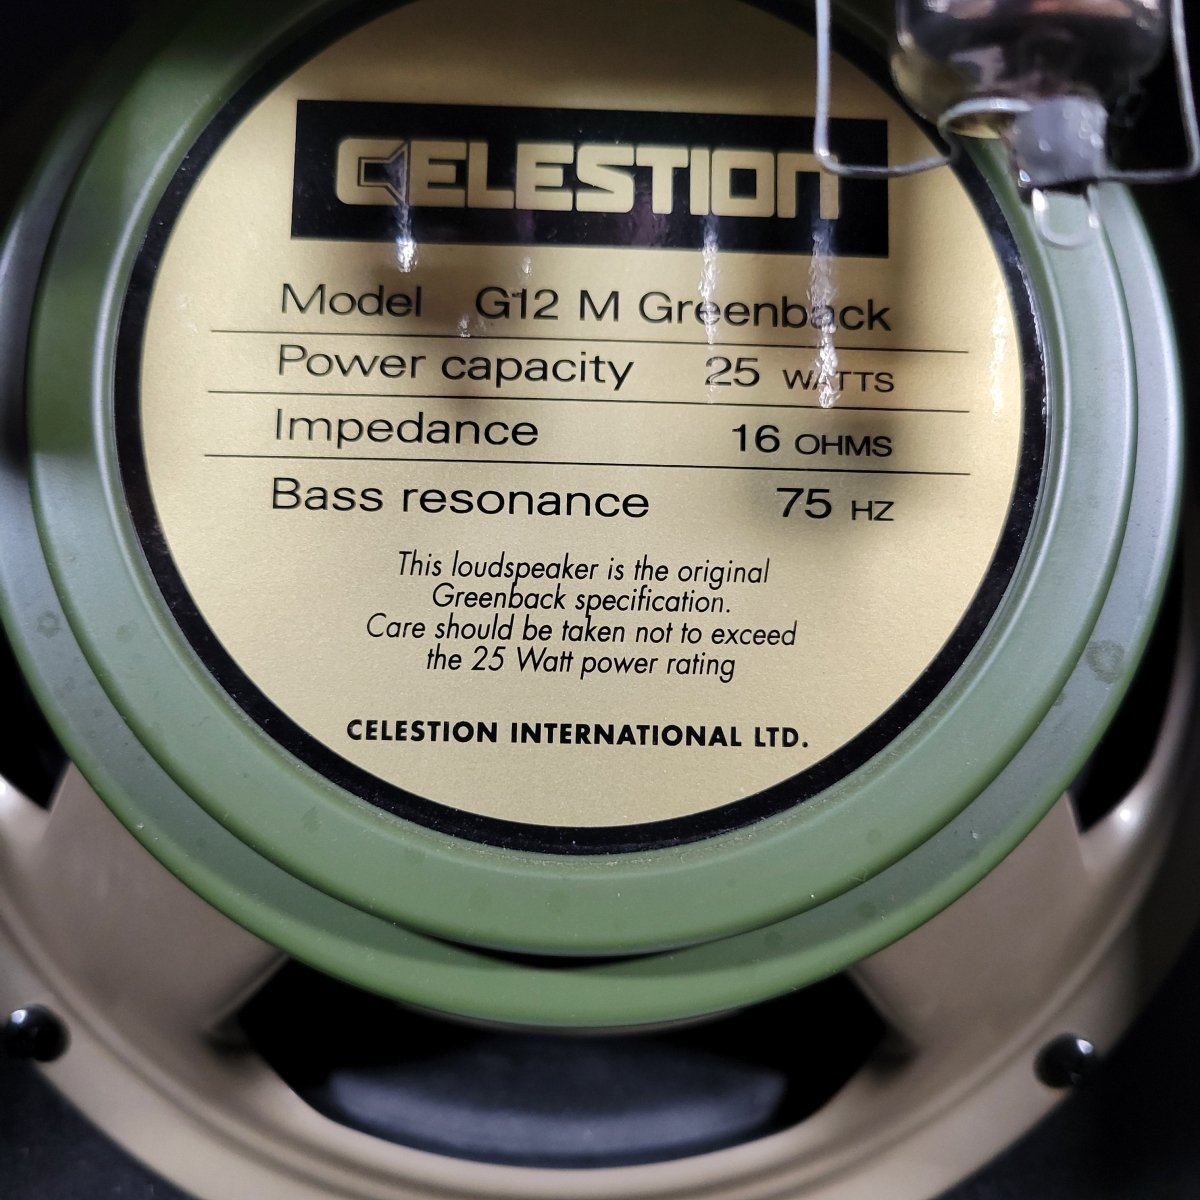 CELESTION
Model G12 M Greenback
Power capacity 25 WATTS
Impedance 16 OHMS
Bass resonance 75 HZ
This loudspeaker is the original
Greenback specification.
Care should be taken not to exceed
the 25 Watt power rating
CELESTION INTERNATIONAL LTD.